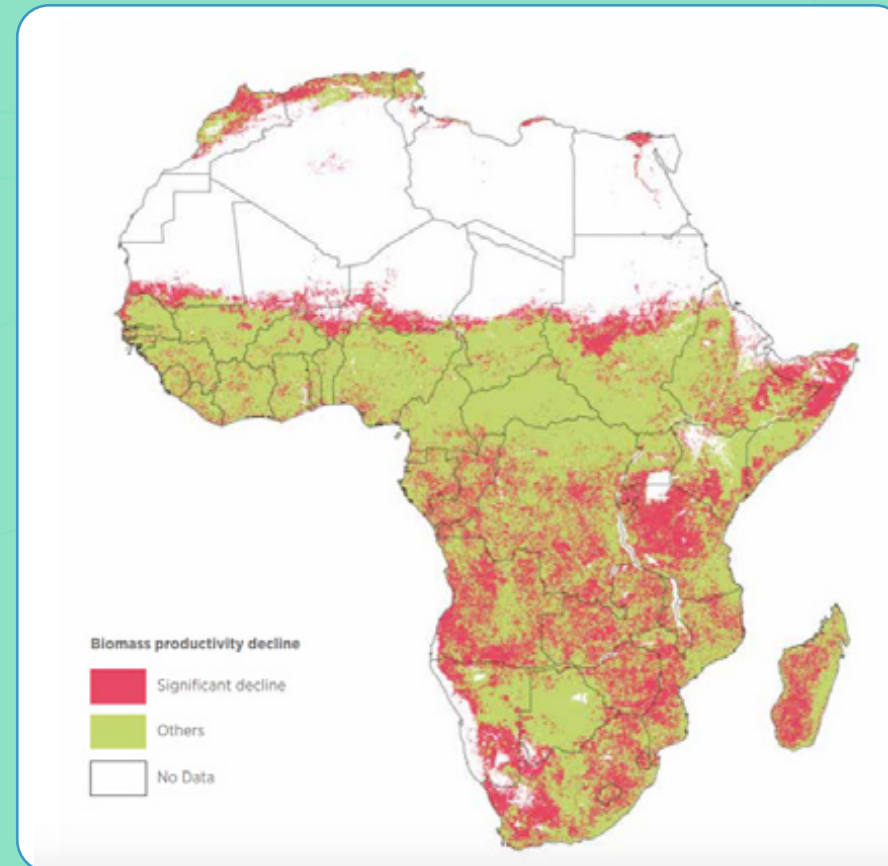 Biomass productivity decline
Significant decline
Others
No Data